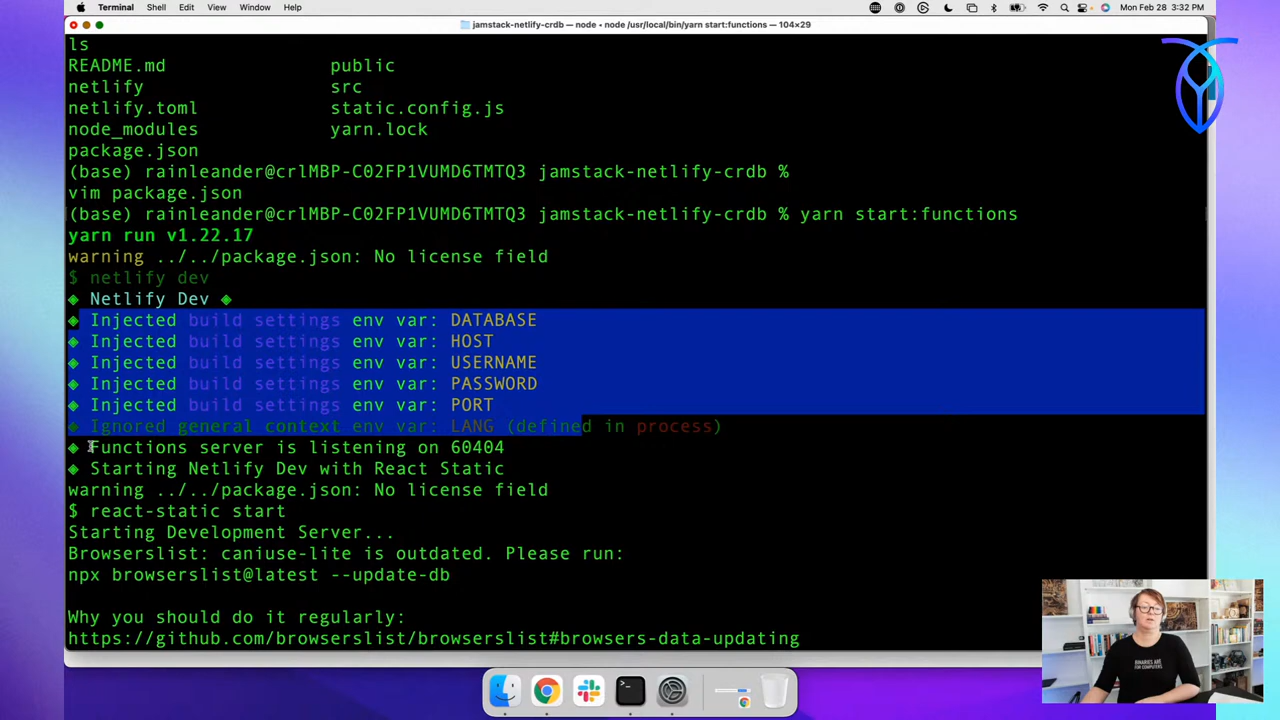 Terminal Shell Edit View Window Help Mon Feb 28 3:32 PM
jamstack-netlify-crdb — node • node /usr/local/bin/yarn start:functions — 104×29
ls
README.md public
netlify src
netlify.toml static.config.js
node_modules yarn.lock
package.json
(base) rainleander@crlMBP-C02FP1VUMD6TMTQ3 jamstack-netlify-crdb %
vim package.json
(base) rainleander@crlMBP-C02FP1VUMD6TMTQ3 jamstack-netlify-crdb % yarn start:functions
yarn run v1.22.17
warning ../../package.json: No license field
$ netlify dev
◈ Netlify Dev ◈
◈ Injected build settings env var: DATABASE
◈ Injected build settings env var: HOST
◈ Injected build settings env var: USERNAME
◈ Injected build settings env var: PASSWORD
◈ Injected build settings env var: PORT
◈ Ignored general context env var: LANG (defined in process)
◈ Functions server is listening on 60404
◈ Starting Netlify Dev with React Static
warning ../../package.json: No license field
$ react-static start
Starting Development Server...
Browserslist: caniuse-lite is outdated. Please run:
npx browserslist@latest --update-db
Why you should do it regularly:
https://github.com/browserslist/browserslist#browsers-data-updating
BINARIES ARE
FOR COMPUTERS